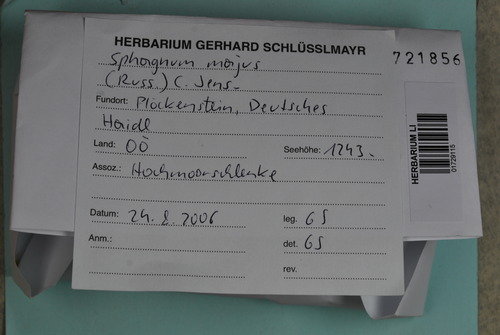 HERBARIUM GERHARD SCHLÜSSLMAYR
721856
Sphagnum majus
(Russ.) C. Jens.
Fundort: Plöckenstein, Deutsches
Haidl
Land: OÖ Seehöhe: 1243.
Assoz.: Hochmoorschlenke
Datum: 24. 8. 2006 leg. GS
Anm.: det. GS
rev.
HERBARIUM LI
01729115